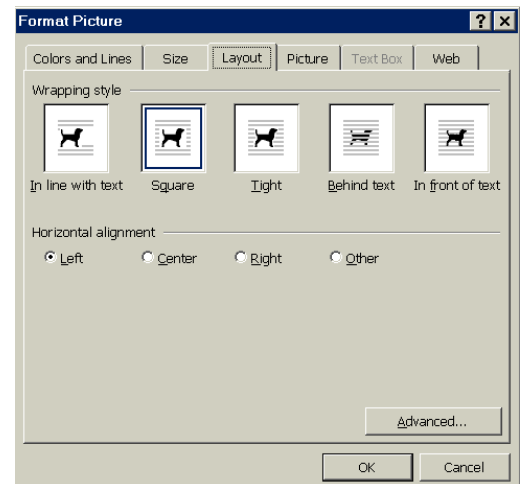 Format Picture ? ×
Colors and Lines Size Layout Picture Text Box Web
Wrapping style
In line with text Square Tight Behind text In front of text
Horizontal alignment
Left Center Right Other
Advanced...
OK Cancel